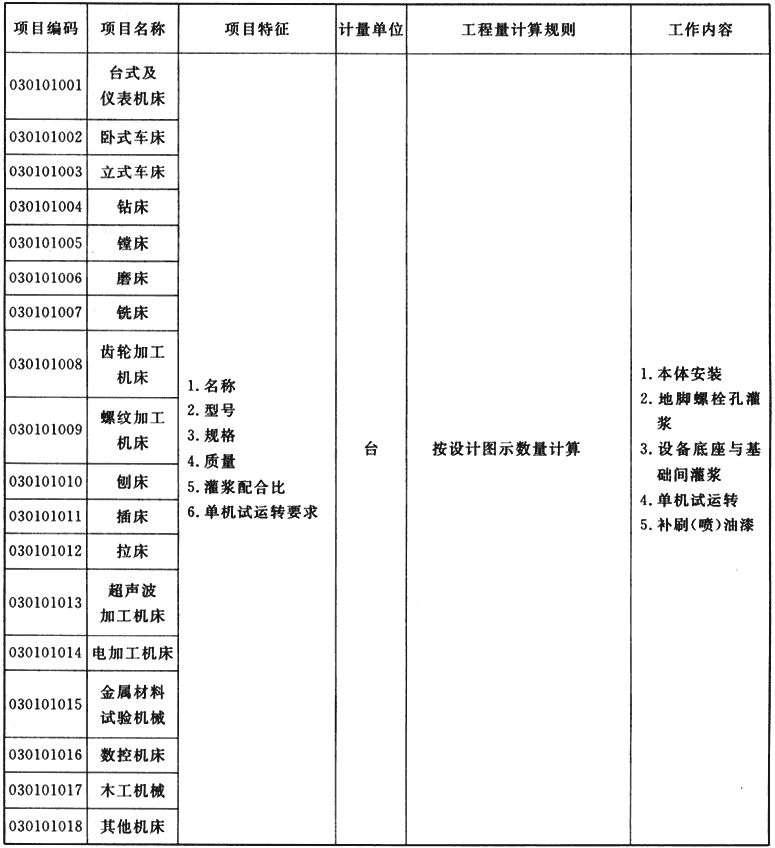 项目编码 项目名称 项目特征 计量单位 工程量计算规则 工作内容
030101001 台式及
仪表机床
030101002 卧式车床
030101003 立式车床
030101004 钻床
030101005 镗床
030101006 磨床
030101007 铣床
030101008 齿轮加工
机床
030101009 螺纹加工
机床
030101010 刨床
030101011 插床
030101012 拉床
030101013 超声波
加工机床
030101014 电加工机床
030101015 金属材料
试验机械
030101016 数控机床
030101017 木工机械
030101018 其他机床
1. 名称
2. 型号
3. 规格
4. 质量
5. 灌浆配合比
6. 单机试运转要求
台
按设计图示数量计算
1. 本体安装
2. 地脚螺栓孔灌
浆
3. 设备底座与基
础间灌浆
4. 单机试运转
5. 补刷(喷)油漆